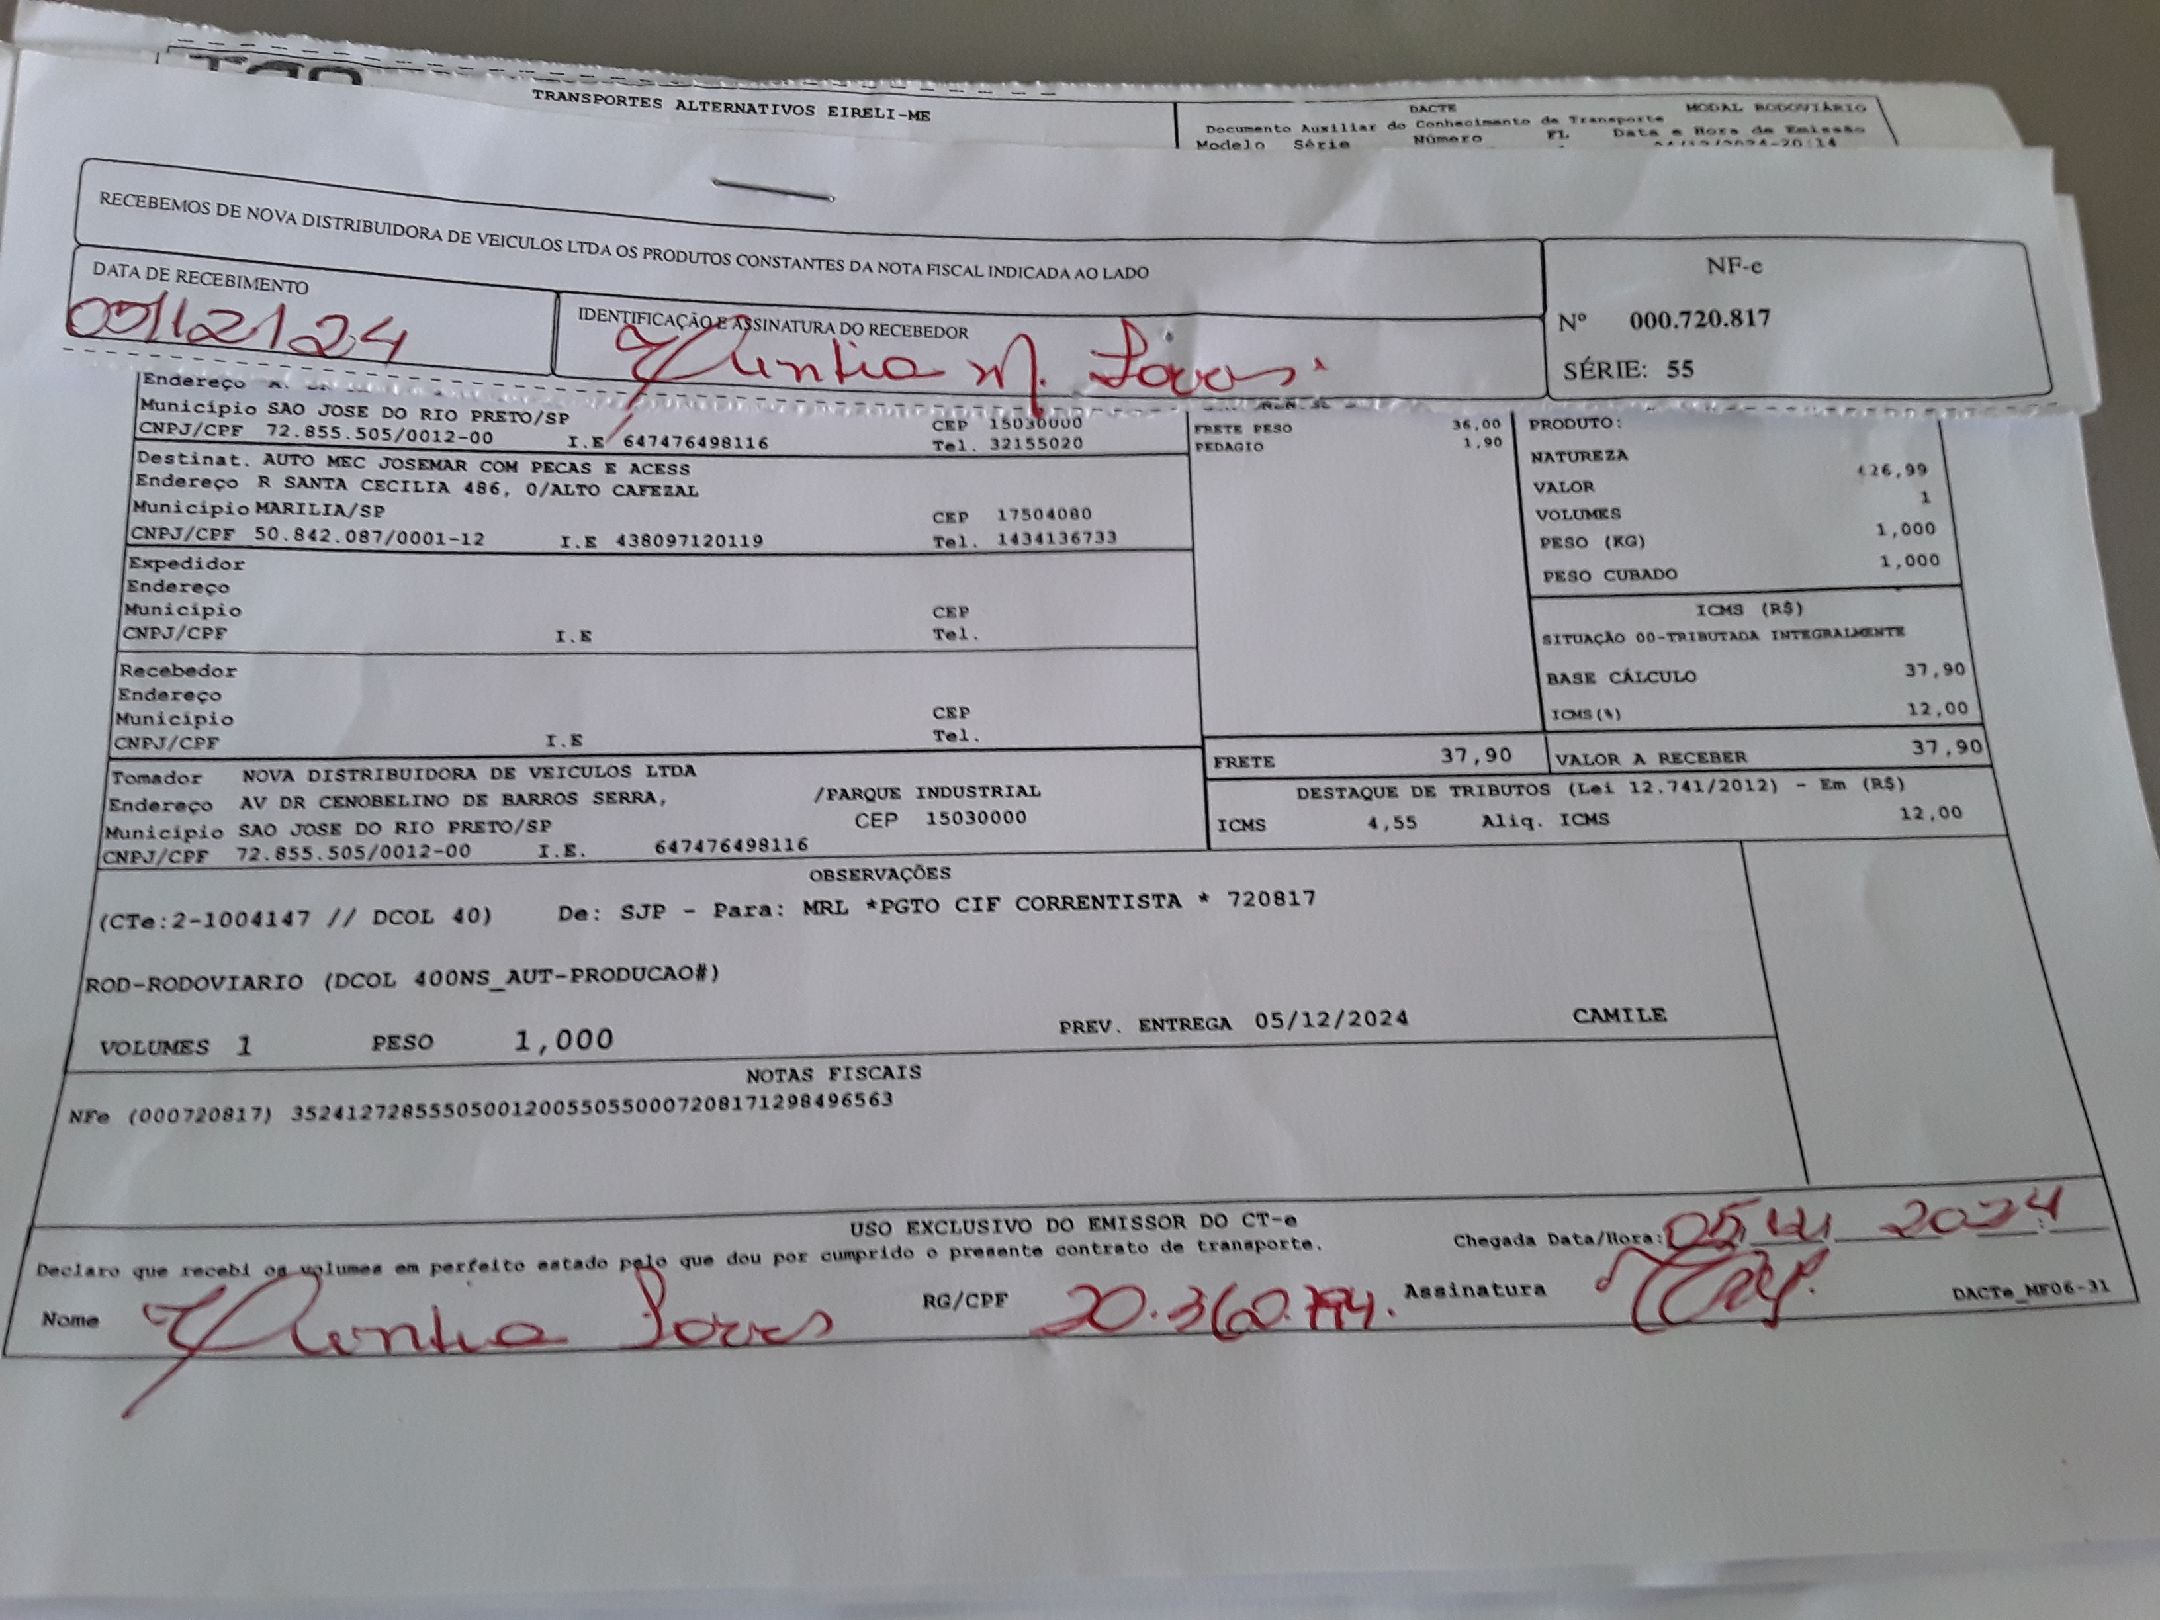 TRANSPORTES ALTERNATIVOS EIRELI-ME
DACTE MODAL RODOVIÁRIO
Documento Auxiliar do Conhecimento de Transporte
Modelo Série Número FL Data e Hora de Emissão
RECEBEMOS DE NOVA DISTRIBUIDORA DE VEICULOS LTDA OS PRODUTOS CONSTANTES DA NOTA FISCAL INDICADA AO LADO
DATA DE RECEBIMENTO
IDENTIFICAÇÃO E ASSINATURA DO RECEBEDOR
NF-e
Nº 000.720.817
SÉRIE: 55
Endereço
Município SAO JOSE DO RIO PRETO/SP CEP 15030000
CNPJ/CPF 72.855.505/0012-00 I.E 647476498116 Tel. 32155020
FRETE PESO 36,00
PEDAGIO 1,90
PRODUTO:
NATUREZA
VALOR 426,99
VOLUMES 1
PESO (KG) 1,000
PESO CUBADO 1,000
Destinat. AUTO MEC JOSEMAR COM PECAS E ACESS
Endereço R SANTA CECILIA 486, 0/ALTO CAFEZAL
Município MARILIA/SP CEP 17504080
CNPJ/CPF 50.842.087/0001-12 I.E 438097120119 Tel. 1434136733
Expedidor
Endereço
Município CEP
CNPJ/CPF I.E Tel.
ICMS (R$)
SITUAÇÃO 00-TRIBUTADA INTEGRALMENTE
BASE CÁLCULO 37,90
ICMS(%) 12,00
Recebedor
Endereço
Município CEP
CNPJ/CPF I.E Tel.
FRETE 37,90 VALOR A RECEBER 37,90
Tomador NOVA DISTRIBUIDORA DE VEICULOS LTDA
Endereço AV DR CENOBELINO DE BARROS SERRA, /PARQUE INDUSTRIAL
Município SAO JOSE DO RIO PRETO/SP CEP 15030000
CNPJ/CPF 72.855.505/0012-00 I.E. 647476498116
DESTAQUE DE TRIBUTOS (Lei 12.741/2012) - Em (R$)
ICMS 4,55 Aliq. ICMS 12,00
OBSERVAÇÕES
(CTe:2-1004147 // DCOL 40) De: SJP - Para: MRL *PGTO CIF CORRENTISTA * 720817
ROD-RODOVIARIO (DCOL 400NS_AUT-PRODUCAO#)
VOLUMES 1 PESO 1,000 PREV. ENTREGA 05/12/2024 CAMILE
NOTAS FISCAIS
NFe (000720817) 35241272855505001200550550007208171298496563
USO EXCLUSIVO DO EMISSOR DO CT-e
Declaro que recebi os volumes em perfeito estado pelo que dou por cumprido o presente contrato de transporte.
Chegada Data/Hora: 05 12 2024
Nome RG/CPF 20.360.794. Assinatura
DACTe_MF06-31